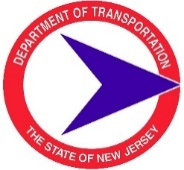 DEPARTMENT OF TRANSPORTATION
THE STATE OF NEW JERSEY